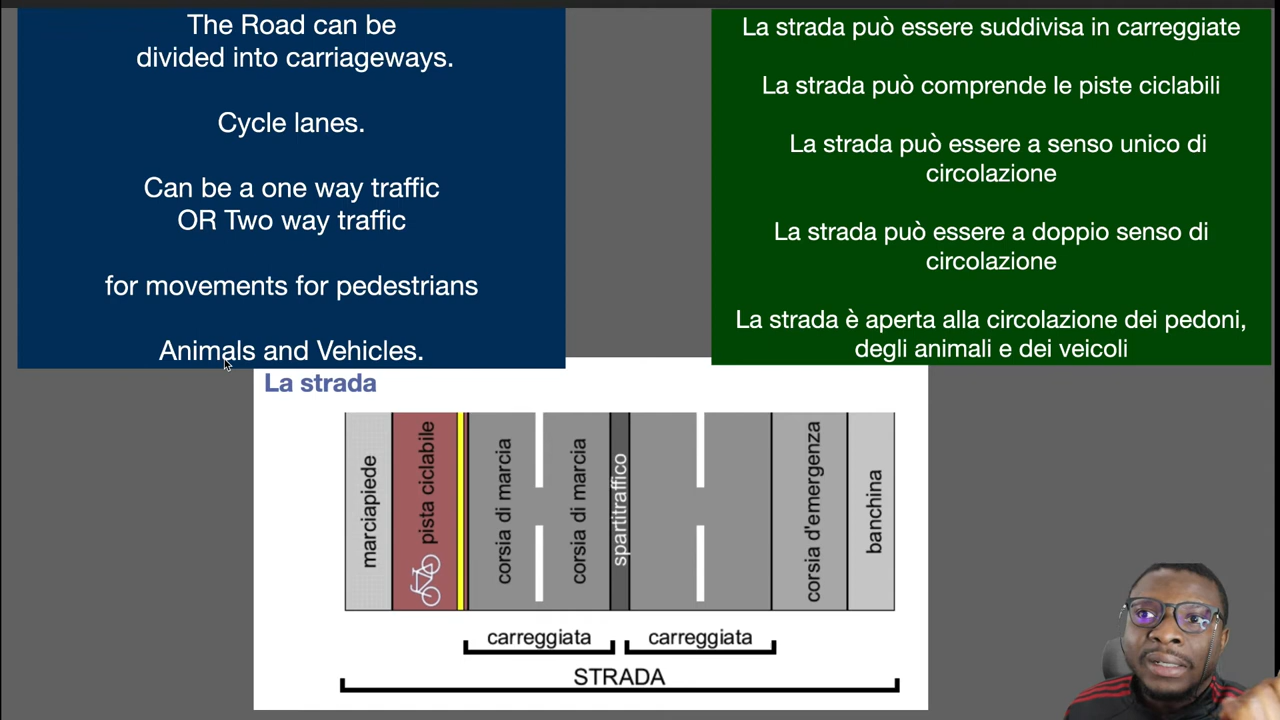 The Road can be
divided into carriageways.
Cycle lanes.
Can be a one way traffic
OR Two way traffic
for movements for pedestrians
Animals and Vehicles.
La strada può essere suddivisa in carreggiate
La strada può comprende le piste ciclabili
La strada può essere a senso unico di
circolazione
La strada può essere a doppio senso di
circolazione
La strada è aperta alla circolazione dei pedoni,
degli animali e dei veicoli
La strada
marciapiede
pista ciclabile
corsia di marcia
corsia di marcia
spartitraffico
corsia d'emergenza
banchina
carreggiata
carreggiata
STRADA